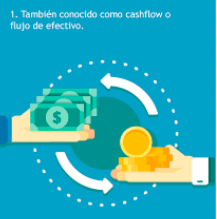 1. También conocido como cashflow o
flujo de efectivo.
$